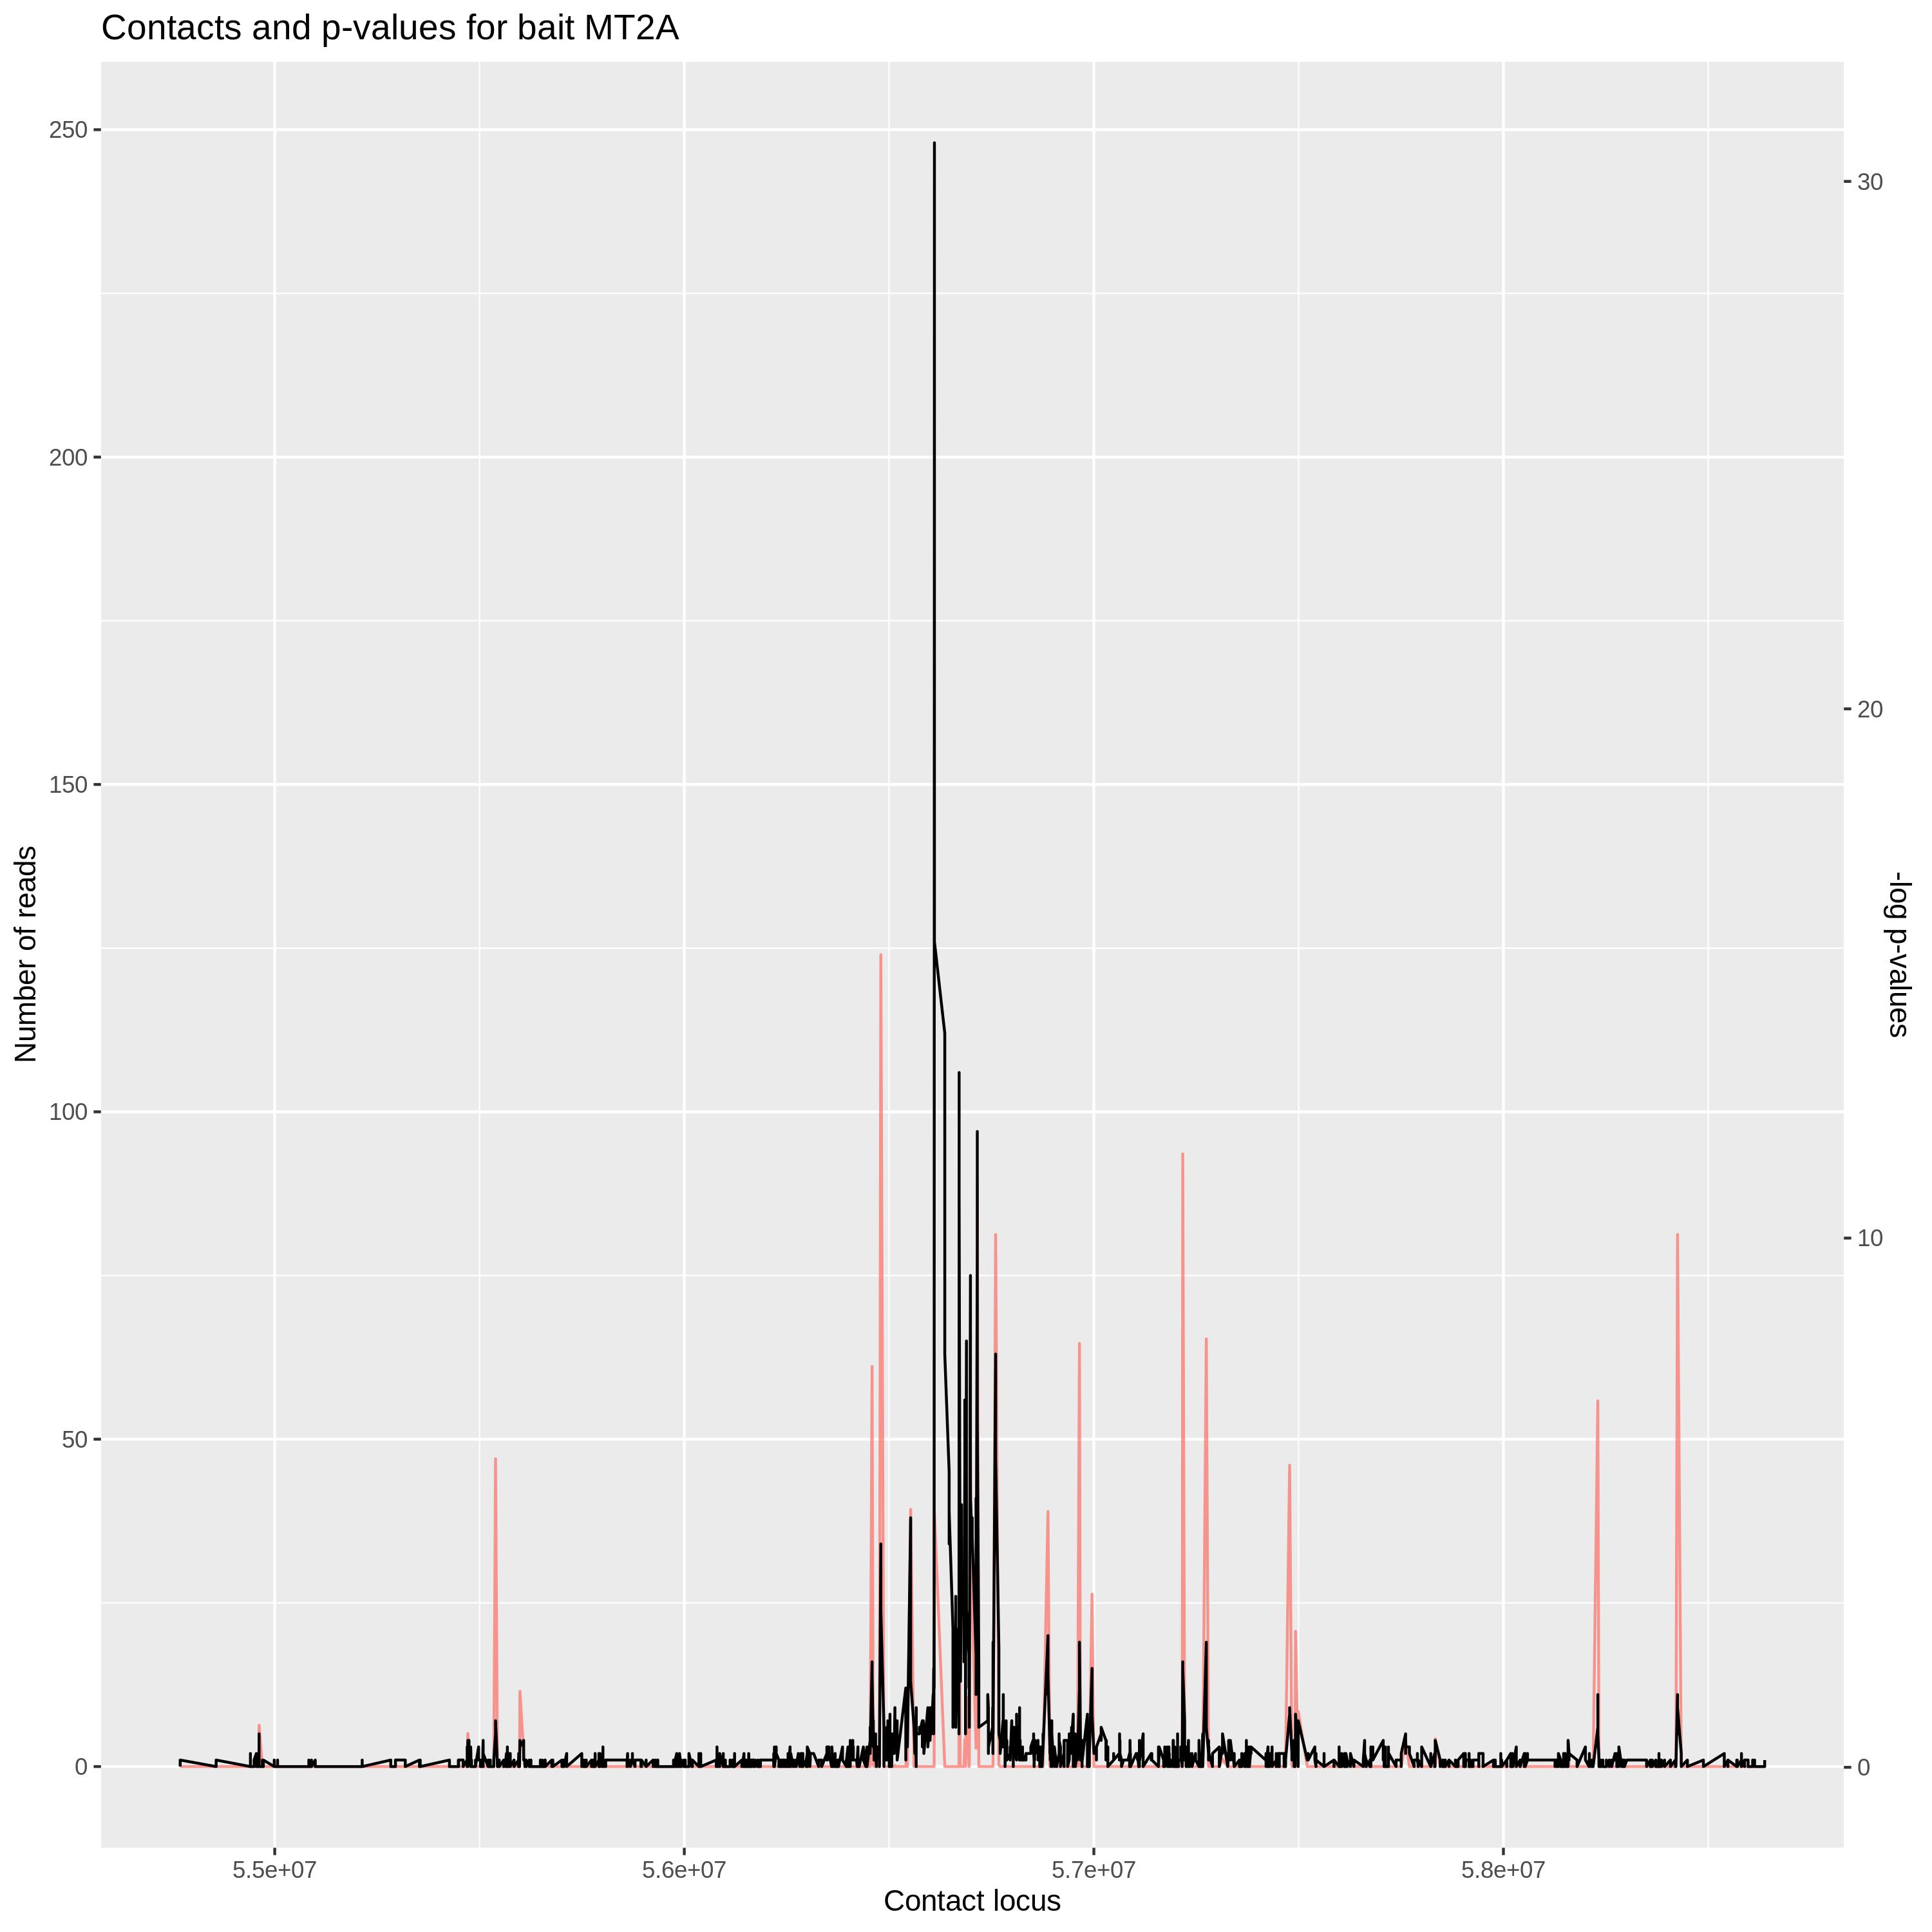 Contacts and p-values for bait MT2A
250
200
150
100
50
0
Number of reads
30
20
10
0
-log p-values
5.5e+07
5.6e+07
5.7e+07
5.8e+07
Contact locus